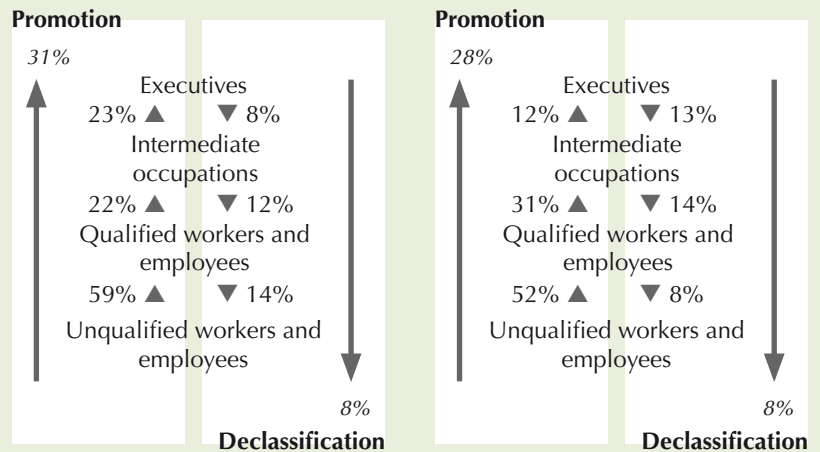 Promotion
31%
Executives
23% ▲ ▼ 8%
Intermediate
occupations
22% ▲ ▼ 12%
Qualified workers and
employees
59% ▲ ▼ 14%
Unqualified workers and
employees
8%
Declassification
Promotion
28%
Executives
12% ▲ ▼ 13%
Intermediate
occupations
31% ▲ ▼ 14%
Qualified workers and
employees
52% ▲ ▼ 8%
Unqualified workers and
employees
8%
Declassification